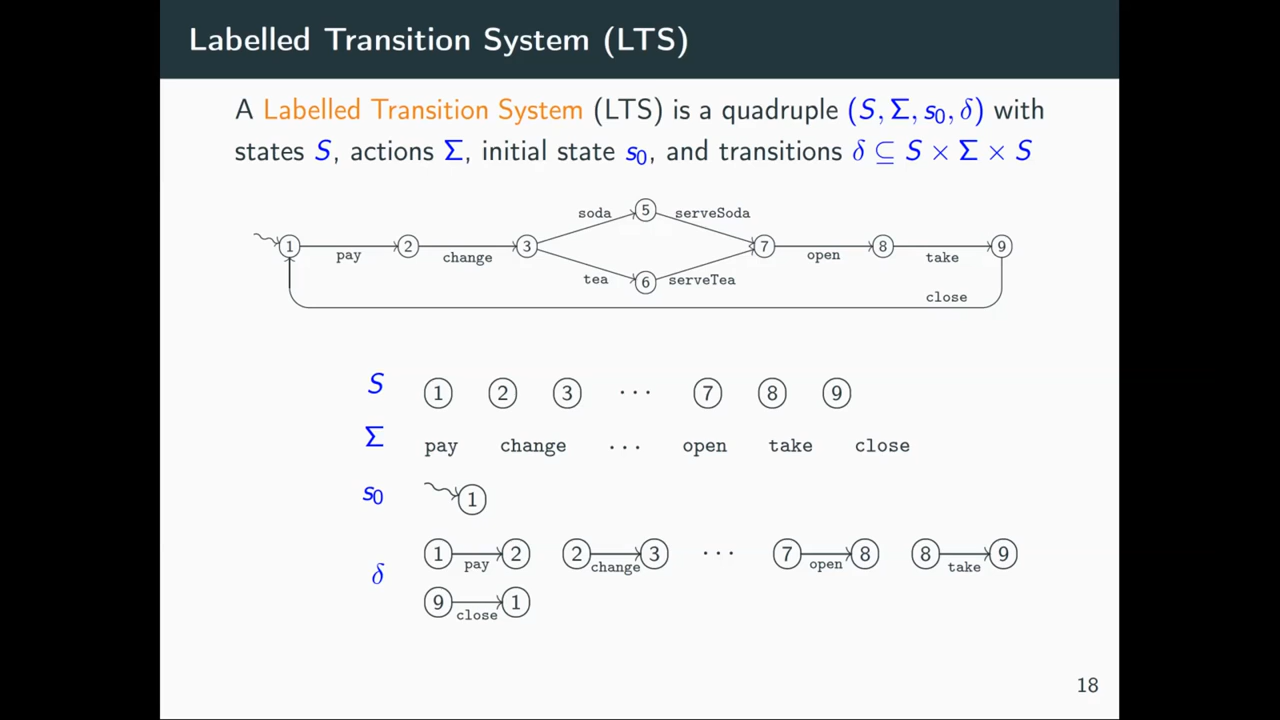 Labelled Transition System (LTS)
A Labelled Transition System (LTS) is a quadruple (S, Σ, s₀, δ) with
states S, actions Σ, initial state s₀, and transitions δ ⊆ S × Σ × S
soda 5 serveSoda
1 pay 2 change 3 7 open 8 take 9
tea 6 serveTea
close
S 1 2 3 ··· 7 8 9
Σ pay change ... open take close
s₀ 1
δ 1 pay 2 2 change 3 ··· 7 open 8 8 take 9
9 close 1
18